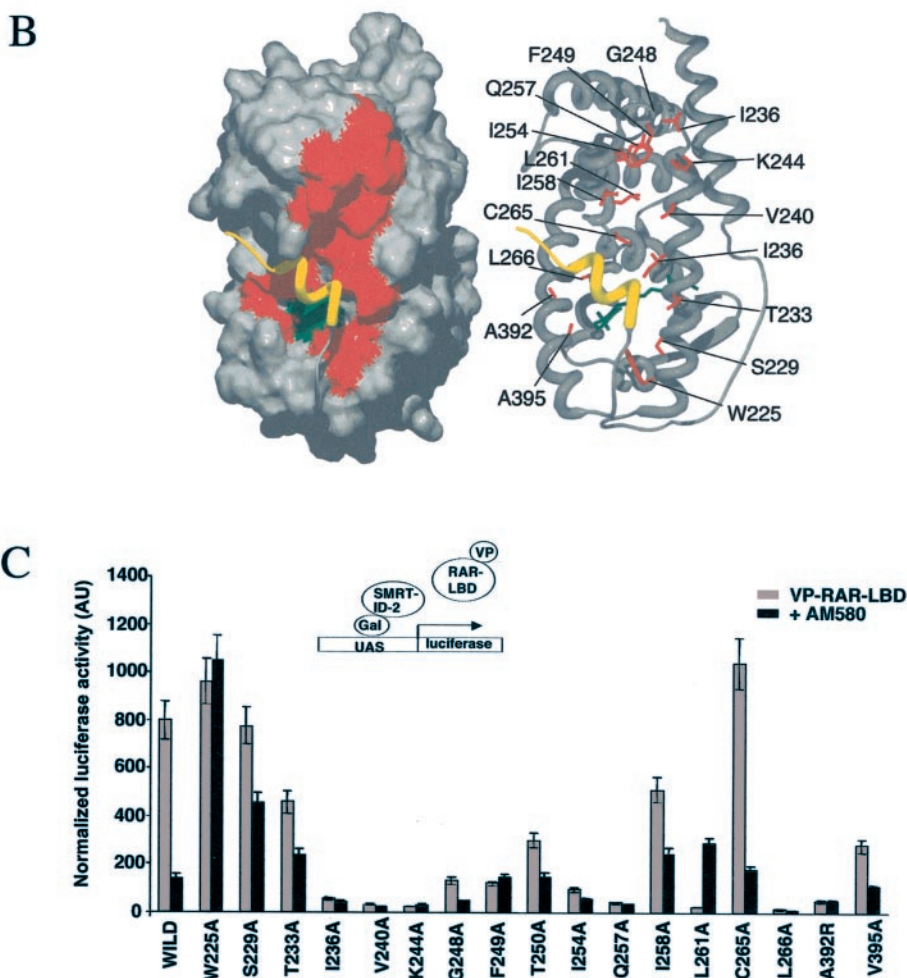 B
F249
G248
Q257
I236
I254
K244
L261
I258
V240
C265
I236
L266
T233
A392
S229
A395
W225
C
Normalized luciferase activity (AU)
1400
1200
1000
800
600
400
200
0
VP
RAR-
LBD
SMRT-
ID-2
Gal
UAS
luciferase
VP-RAR-LBD
+ AM580
WILD
W225A
S229A
T233A
I236A
V240A
K244A
G248A
F249A
T250A
I254A
Q257A
I258A
L261A
C265A
L266A
A392R
V395A